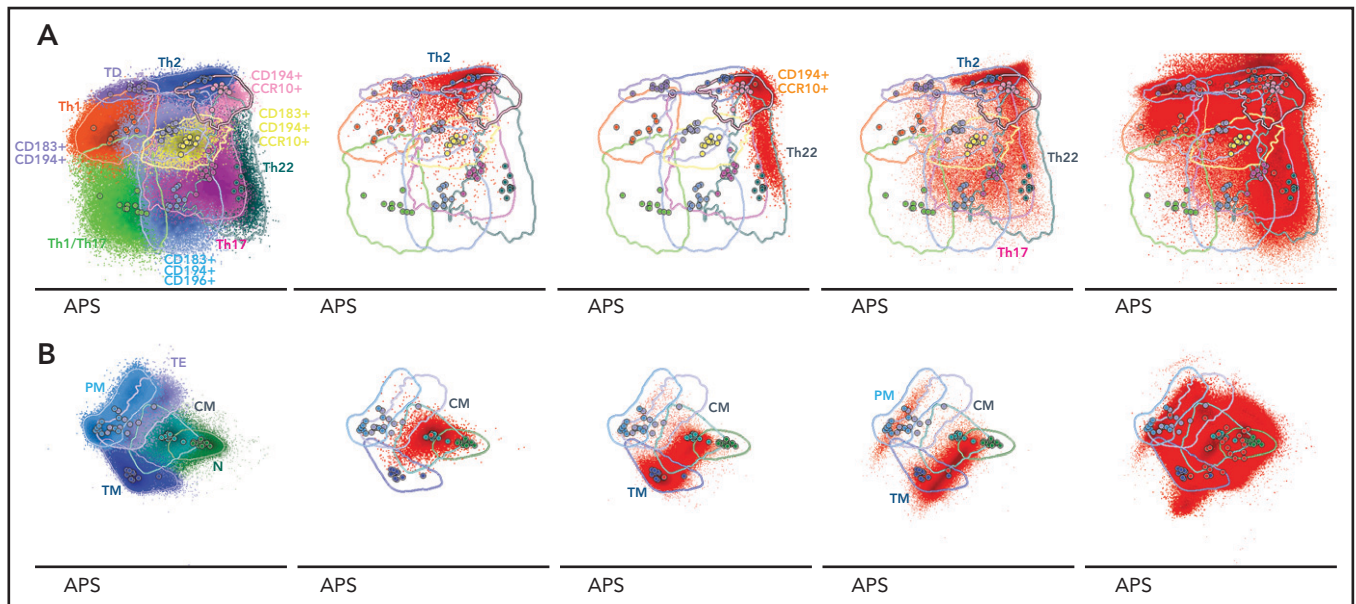 A
Th2
TD
CD194+
CCR10+
Th1
CD183+
CD194+
CCR10+
CD183+
CD194+
Th22
Th1/Th17
Th17
CD183+
CD194+
CD196+
APS
Th2
APS
CD194+
CCR10+
Th22
APS
Th2
Th22
Th17
APS
APS
B
TE
PM
CM
N
TM
APS
CM
APS
CM
TM
APS
PM
CM
TM
APS
APS